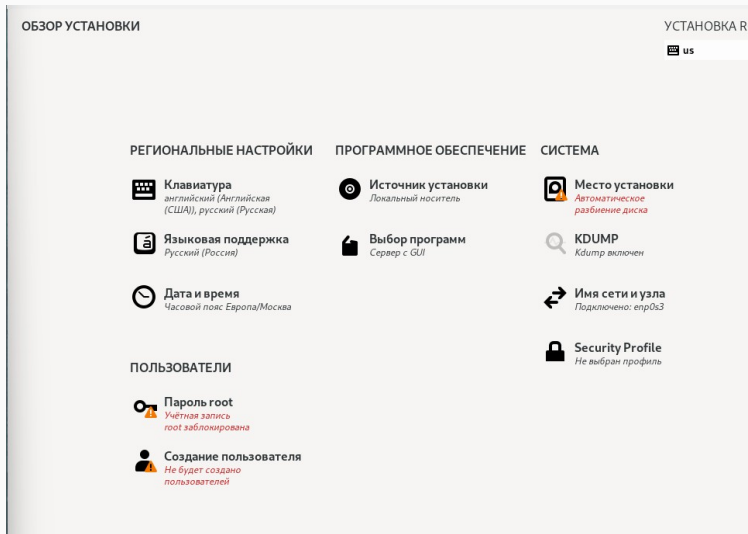 ОБЗОР УСТАНОВКИ
УСТАНОВКА R
us
РЕГИОНАЛЬНЫЕ НАСТРОЙКИ
Клавиатура
английский (Английская
(США)), русский (Русская)
Языковая поддержка
Русский (Россия)
Дата и время
Часовой пояс Европа/Москва
ПРОГРАММНОЕ ОБЕСПЕЧЕНИЕ
Источник установки
Локальный носитель
Выбор программ
Сервер с GUI
СИСТЕМА
Место установки
Автоматическое
разбиение диска
KDUMP
Kdump включен
Имя сети и узла
Подключено: enp0s3
Security Profile
Не выбран профиль
ПОЛЬЗОВАТЕЛИ
Пароль root
Учётная запись
root заблокирована
Создание пользователя
Не будет создано
пользователей